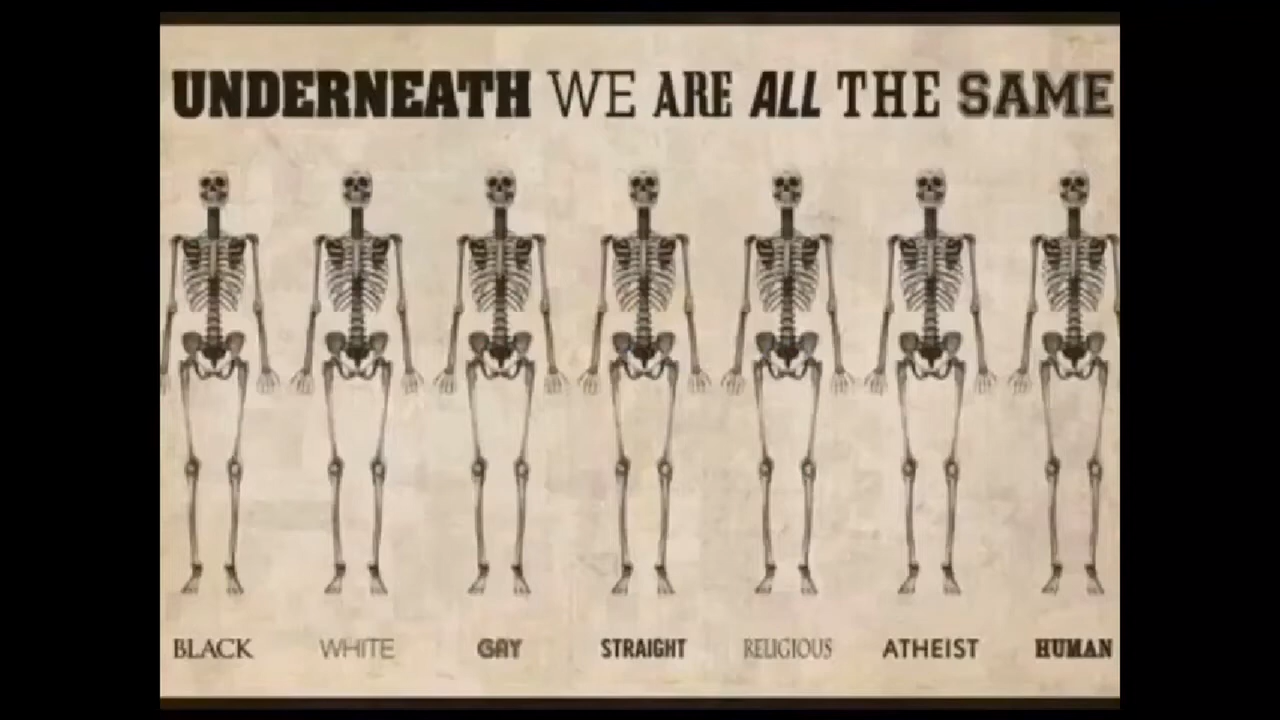 UNDERNEATH WE ARE ALL THE SAME
BLACK WHITE GAY STRAIGHT RELIGIOUS ATHEIST HUMAN